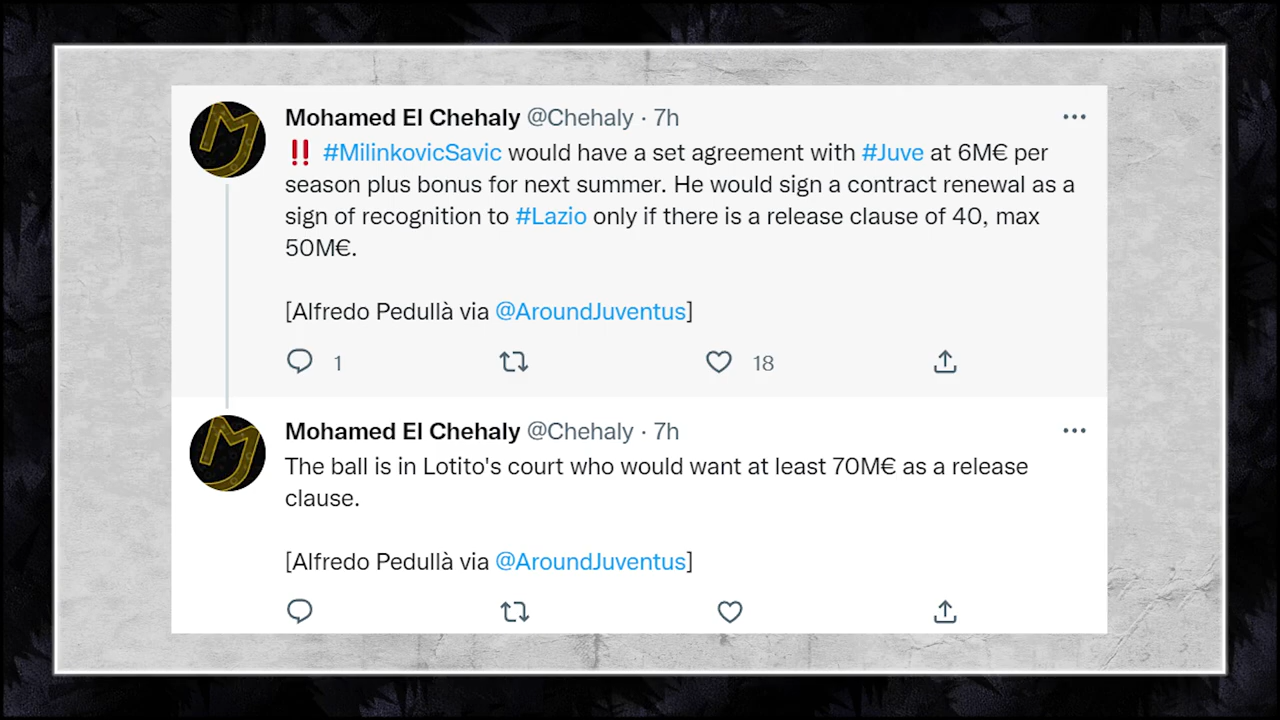 Mohamed El Chehaly @Chehaly · 7h
‼️ #MilinkovicSavic would have a set agreement with #Juve at 6M€ per
season plus bonus for next summer. He would sign a contract renewal as a
sign of recognition to #Lazio only if there is a release clause of 40, max
50M€.
[Alfredo Pedullà via @AroundJuventus]
1 18
Mohamed El Chehaly @Chehaly · 7h
The ball is in Lotito's court who would want at least 70M€ as a release
clause.
[Alfredo Pedullà via @AroundJuventus]